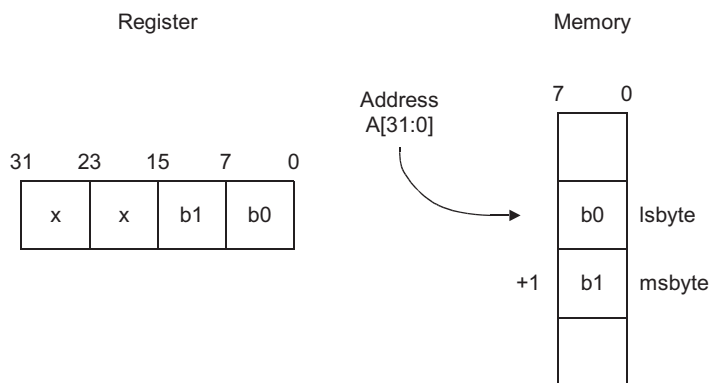 Register
Memory
Address
A[31:0]
7 0
31 23 15 7 0
x x b1 b0
b0 lsbyte
+1 b1 msbyte